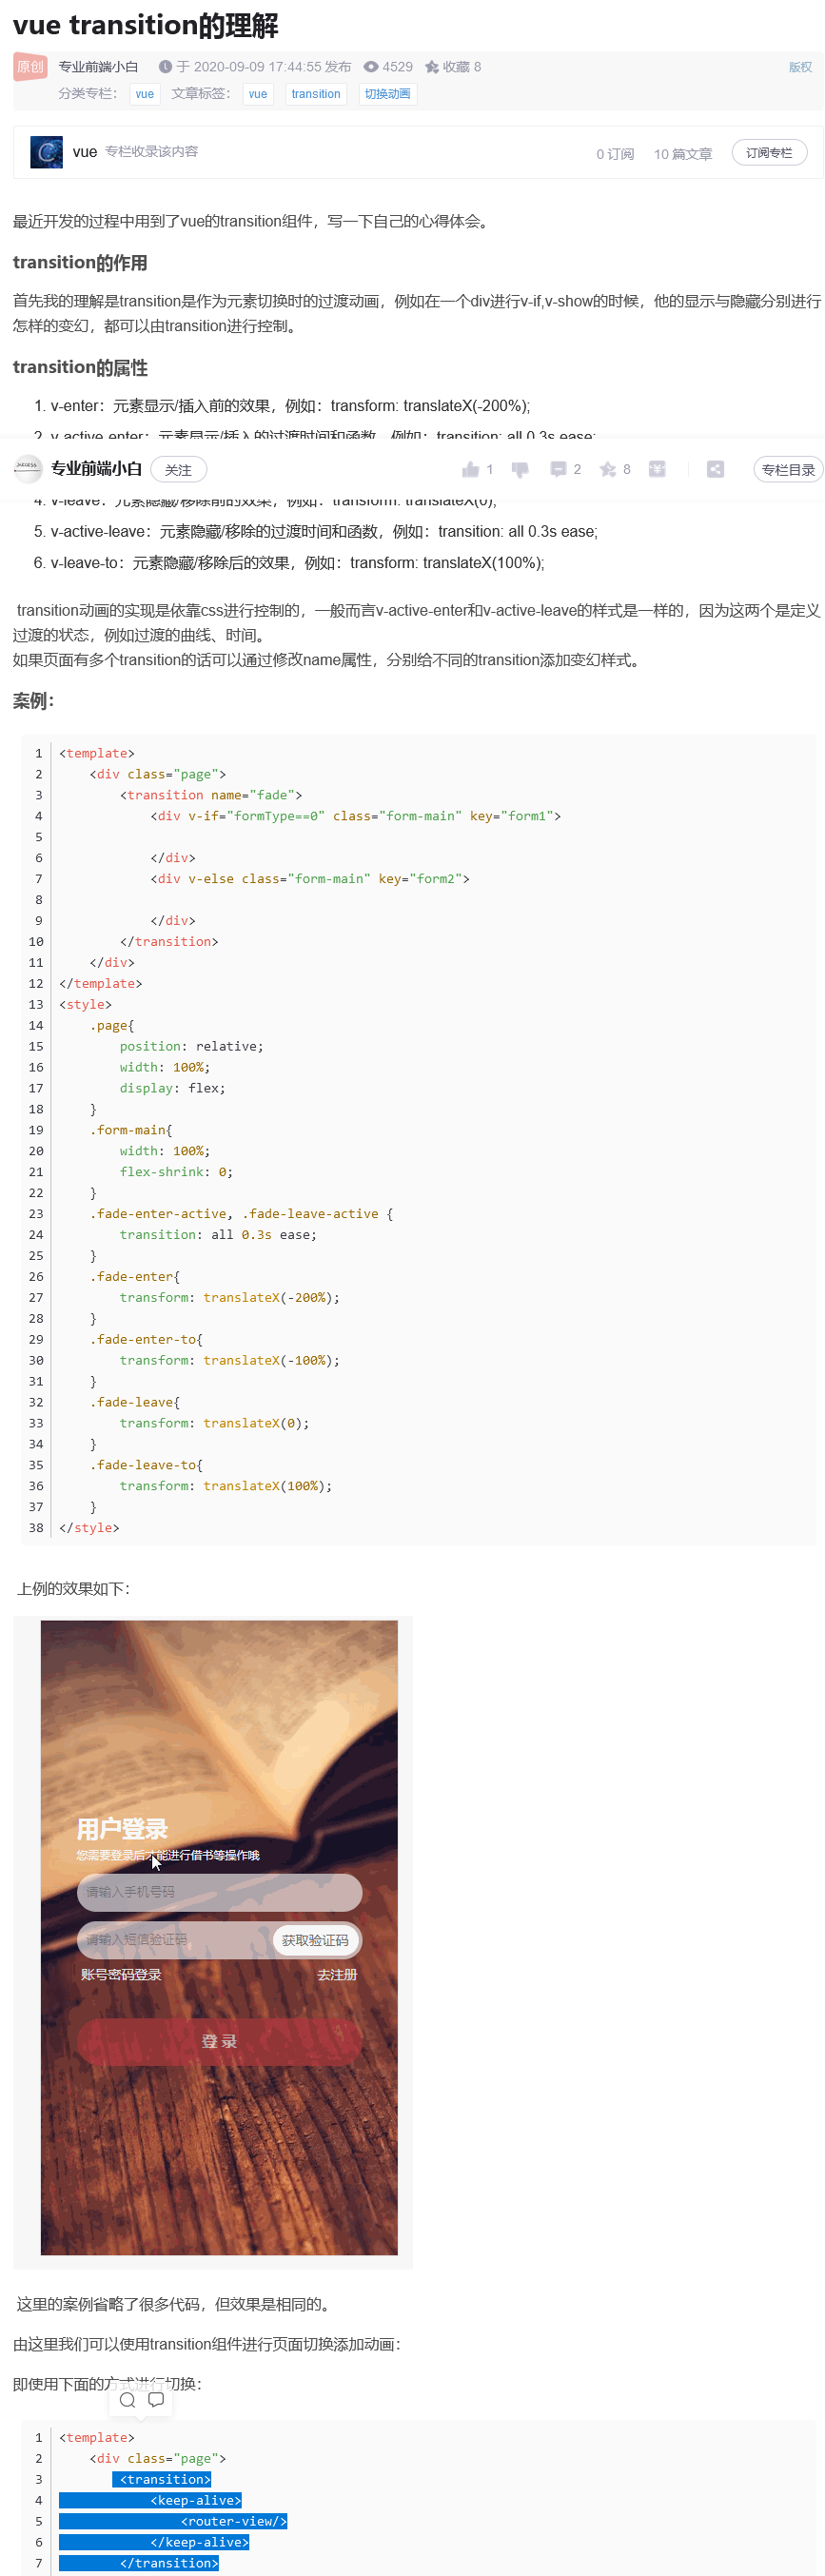 vue transition的理解
原创 专业前端小白 于 2020-09-09 17:44:55 发布 4529 收藏 8 版权
分类专栏： vue 文章标签： vue transition 切换动画
vue 专栏收录该内容 0 订阅 10 篇文章 订阅专栏
最近开发的过程中用到了vue的transition组件，写一下自己的心得体会。
transition的作用
首先我的理解是transition是作为元素切换时的过渡动画，例如在一个div进行v-if,v-show的时候，他的显示与隐藏分别进行
怎样的变幻，都可以由transition进行控制。
transition的属性
1. v-enter：元素显示/插入前的效果，例如：transform: translateX(-200%);
2. v-active-enter：元素显示/插入的过渡时间和函数，例如：transition: all 0.3s ease;
专业前端小白 关注 1 2 8 专栏目录
4. v-leave：元素隐藏/移除前的效果，例如：transform: translateX(0);
5. v-active-leave：元素隐藏/移除的过渡时间和函数，例如：transition: all 0.3s ease;
6. v-leave-to：元素隐藏/移除后的效果，例如：transform: translateX(100%);
transition动画的实现是依靠css进行控制的，一般而言v-active-enter和v-active-leave的样式是一样的，因为这两个是定义
过渡的状态，例如过渡的曲线、时间。
如果页面有多个transition的话可以通过修改name属性，分别给不同的transition添加变幻样式。
案例：
1 <template>
2 <div class="page">
3 <transition name="fade">
4 <div v-if="formType==0" class="form-main" key="form1">
5
6 </div>
7 <div v-else class="form-main" key="form2">
8
9 </div>
10 </transition>
11 </div>
12 </template>
13 <style>
14 .page{
15 position: relative;
16 width: 100%;
17 display: flex;
18 }
19 .form-main{
20 width: 100%;
21 flex-shrink: 0;
22 }
23 .fade-enter-active, .fade-leave-active {
24 transition: all 0.3s ease;
25 }
26 .fade-enter{
27 transform: translateX(-200%);
28 }
29 .fade-enter-to{
30 transform: translateX(-100%);
31 }
32 .fade-leave{
33 transform: translateX(0);
34 }
35 .fade-leave-to{
36 transform: translateX(100%);
37 }
38 </style>
上例的效果如下：
用户登录
您需要登录后才能进行借书等操作哦
请输入手机号码
请输入短信验证码 获取验证码
账号密码登录 去注册
登 录
这里的案例省略了很多代码，但效果是相同的。
由这里我们可以使用transition组件进行页面切换添加动画：
即使用下面的方式进行切换：
1 <template>
2 <div class="page">
3 <transition>
4 <keep-alive>
5 <router-view/>
6 </keep-alive>
7 </transition>